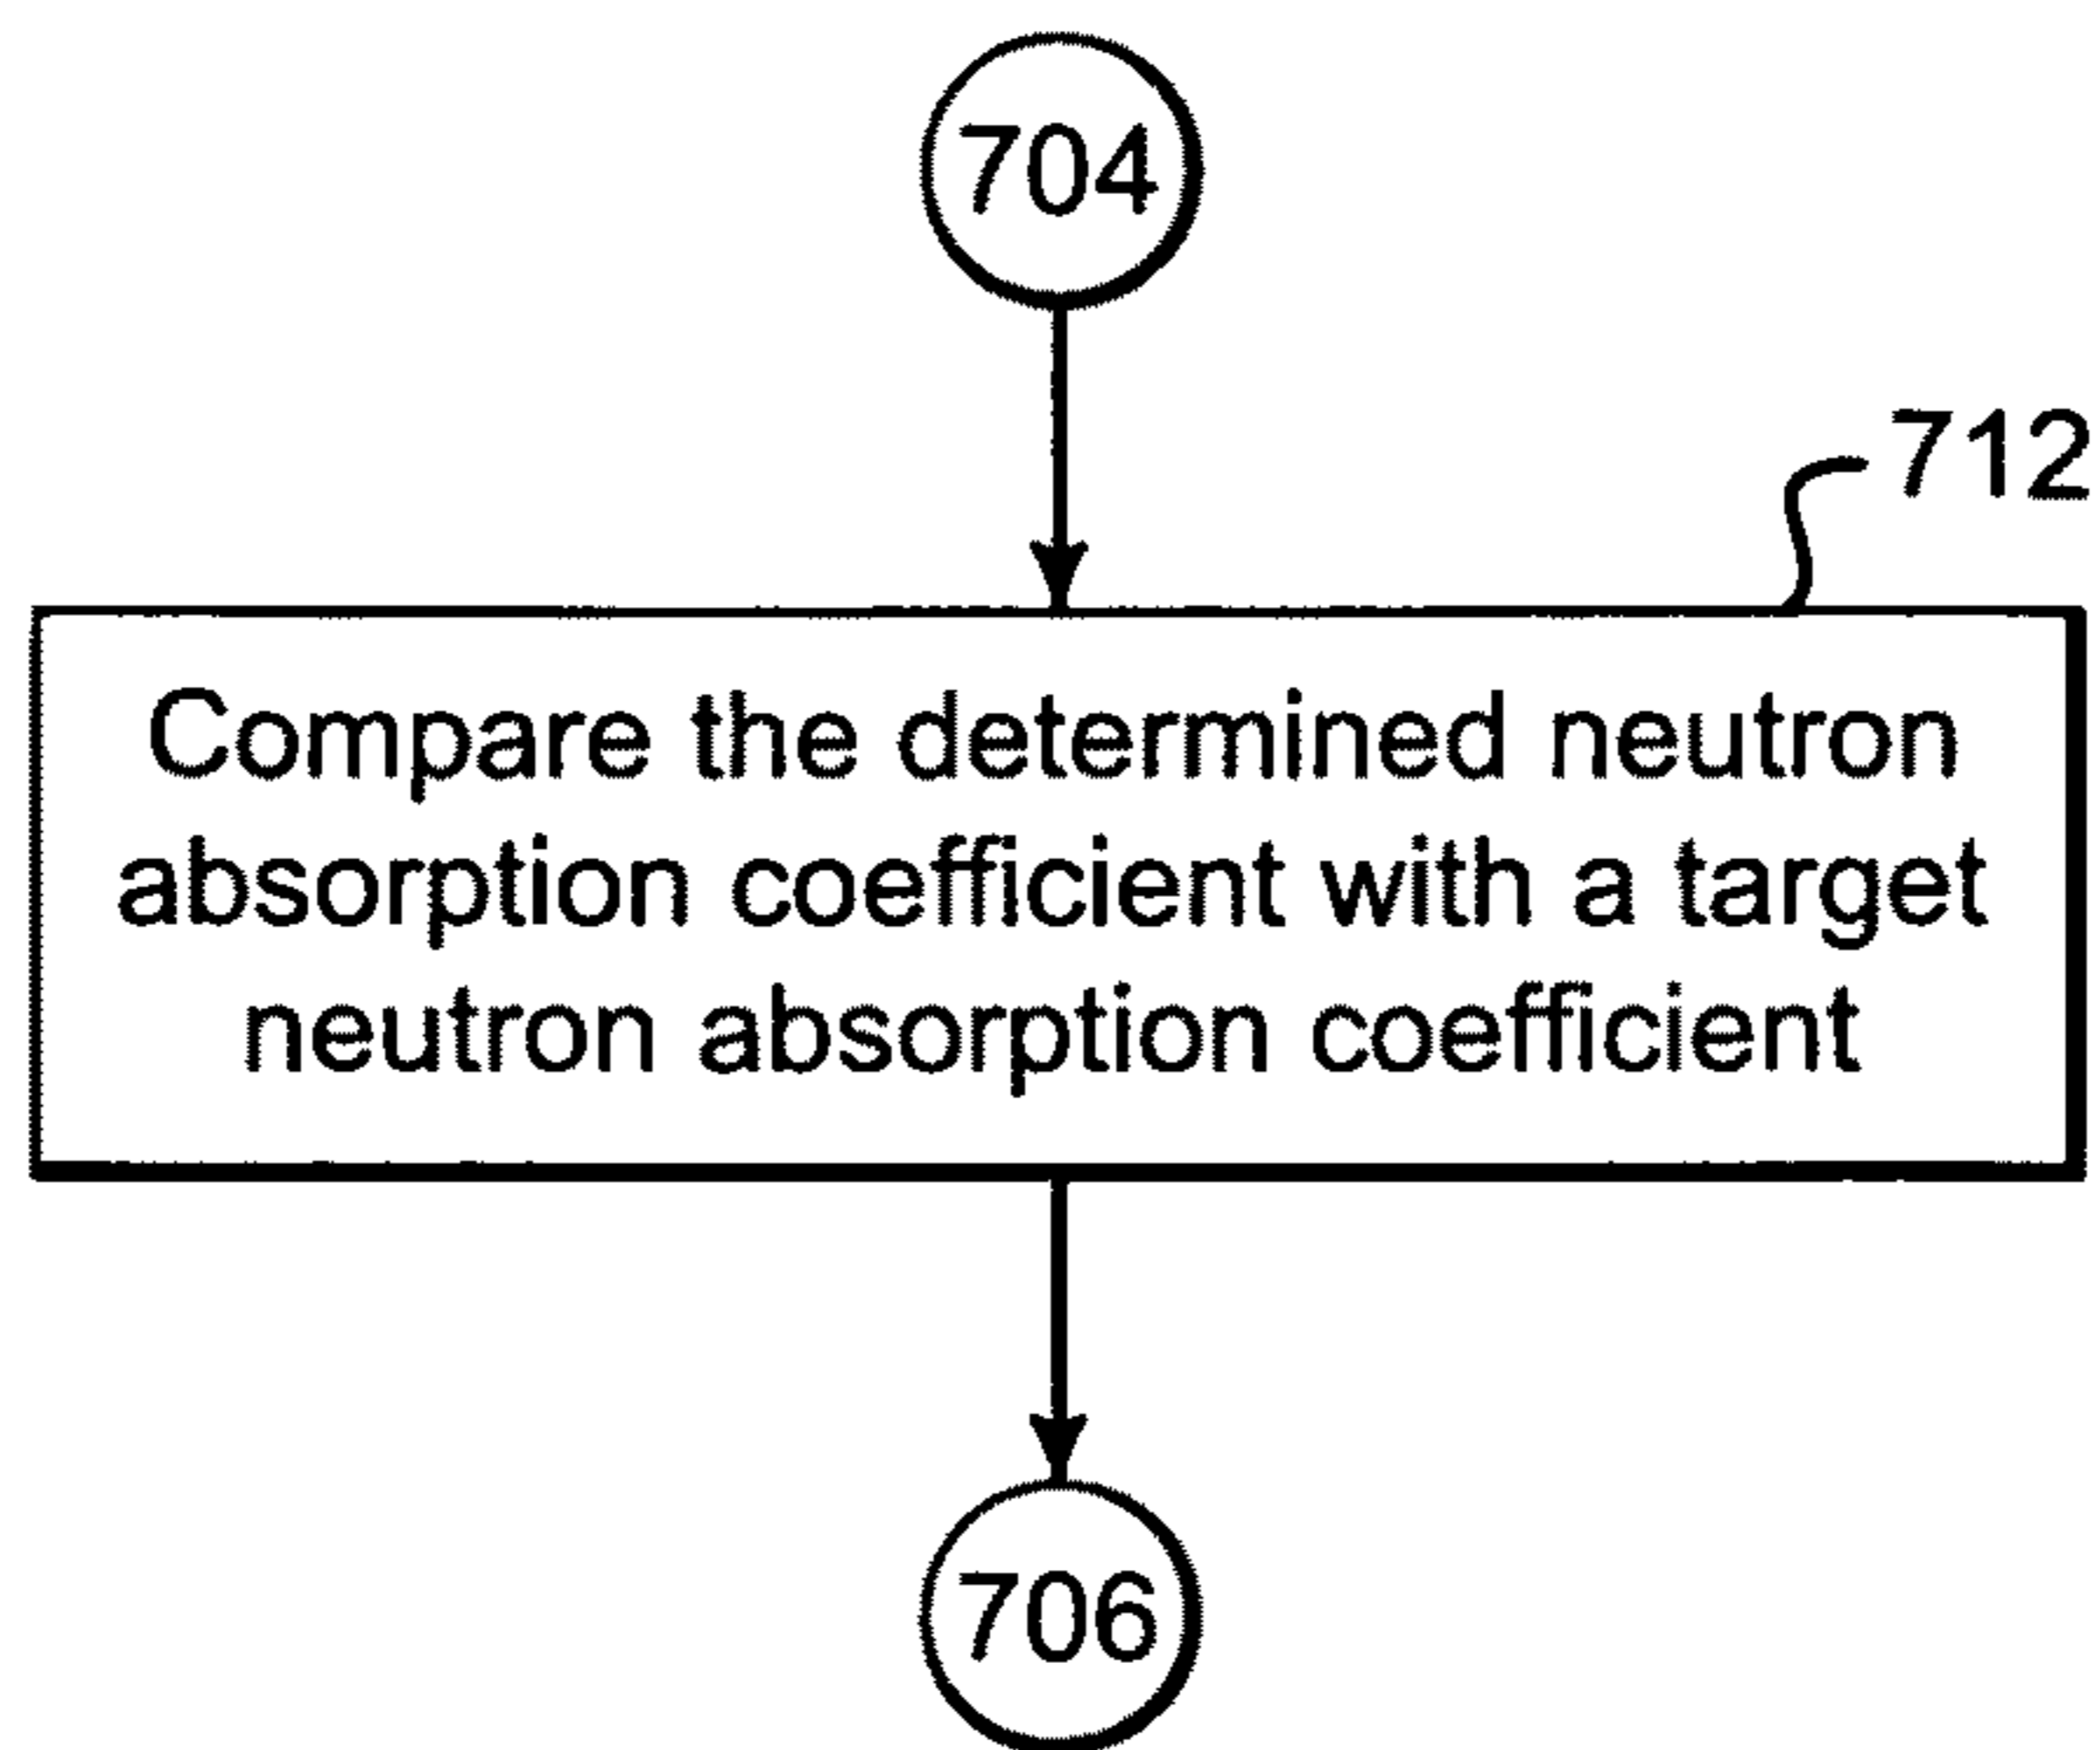 704
712
Compare the determined neutron
absorption coefficient with a target
neutron absorption coefficient
706